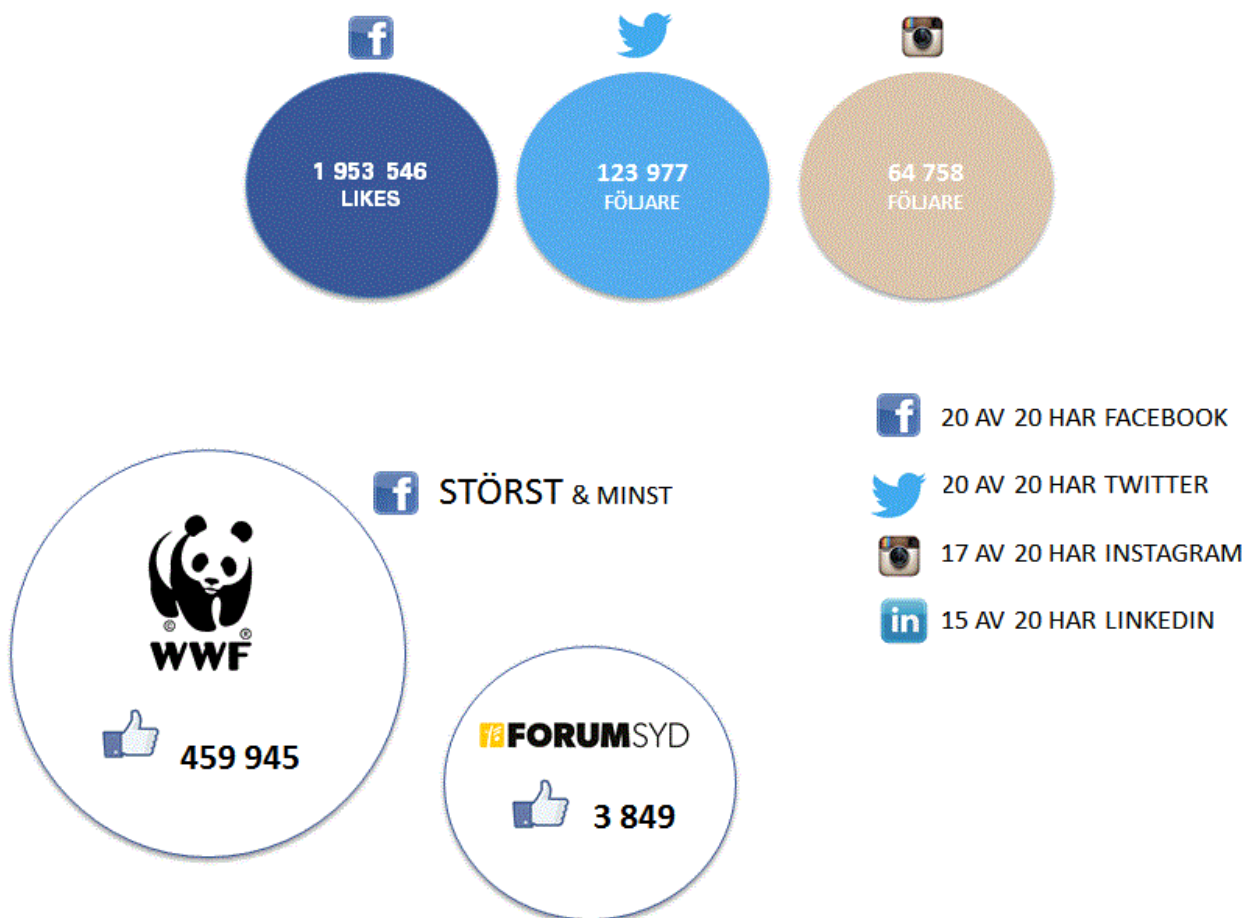 1 953 546
LIKES
123 977
FÖLJARE
64 758
FÖLJARE
20 AV 20 HAR FACEBOOK
STÖRST & MINST
20 AV 20 HAR TWITTER
17 AV 20 HAR INSTAGRAM
in 15 AV 20 HAR LINKEDIN
© ®
WWF
459 945
FORUMSYD
3 849